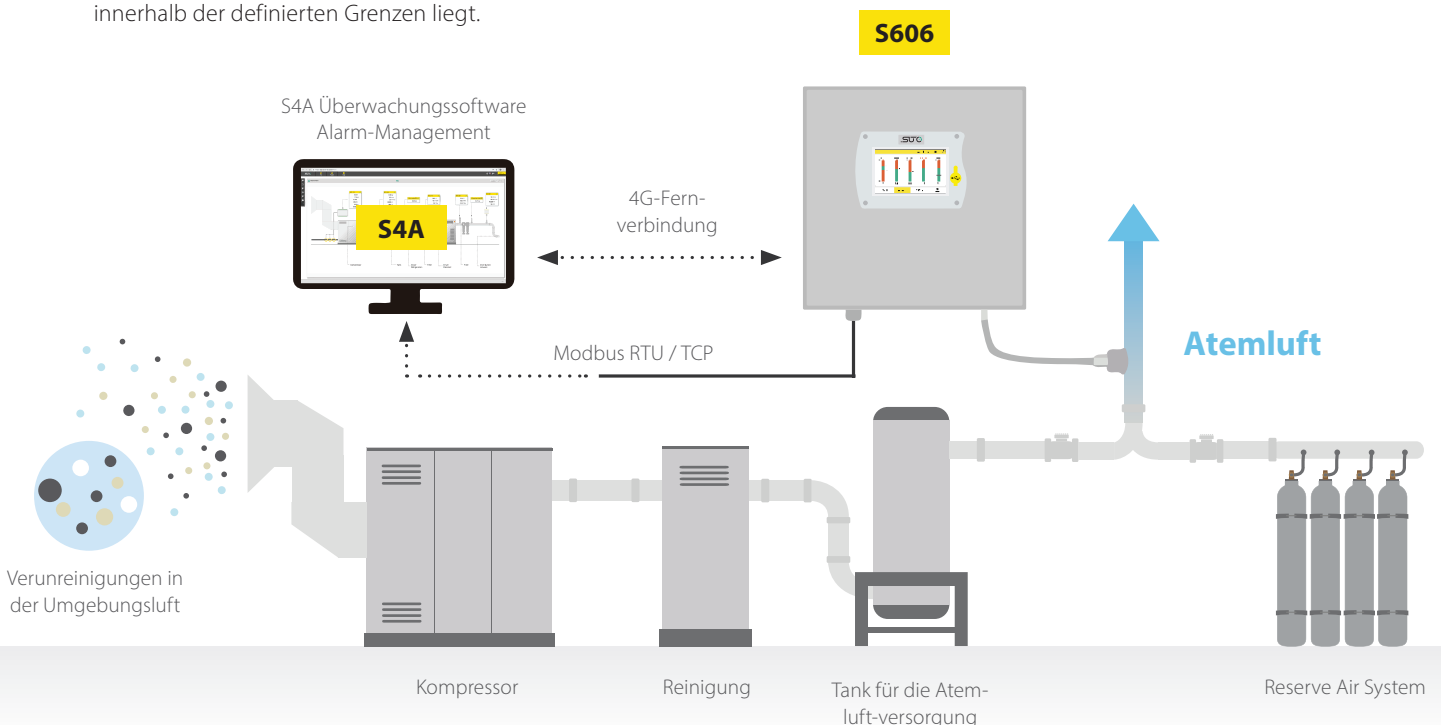 innerhalb der definierten Grenzen liegt.
S606
S4A Überwachungssoftware
Alarm-Management
SUTO
S4A
4G-Fern-
verbindung
Modbus RTU / TCP
Atemluft
Verunreinigungen in
der Umgebungsluft
Kompressor
Reinigung
Tank für die Atem-
luft-versorgung
Reserve Air System